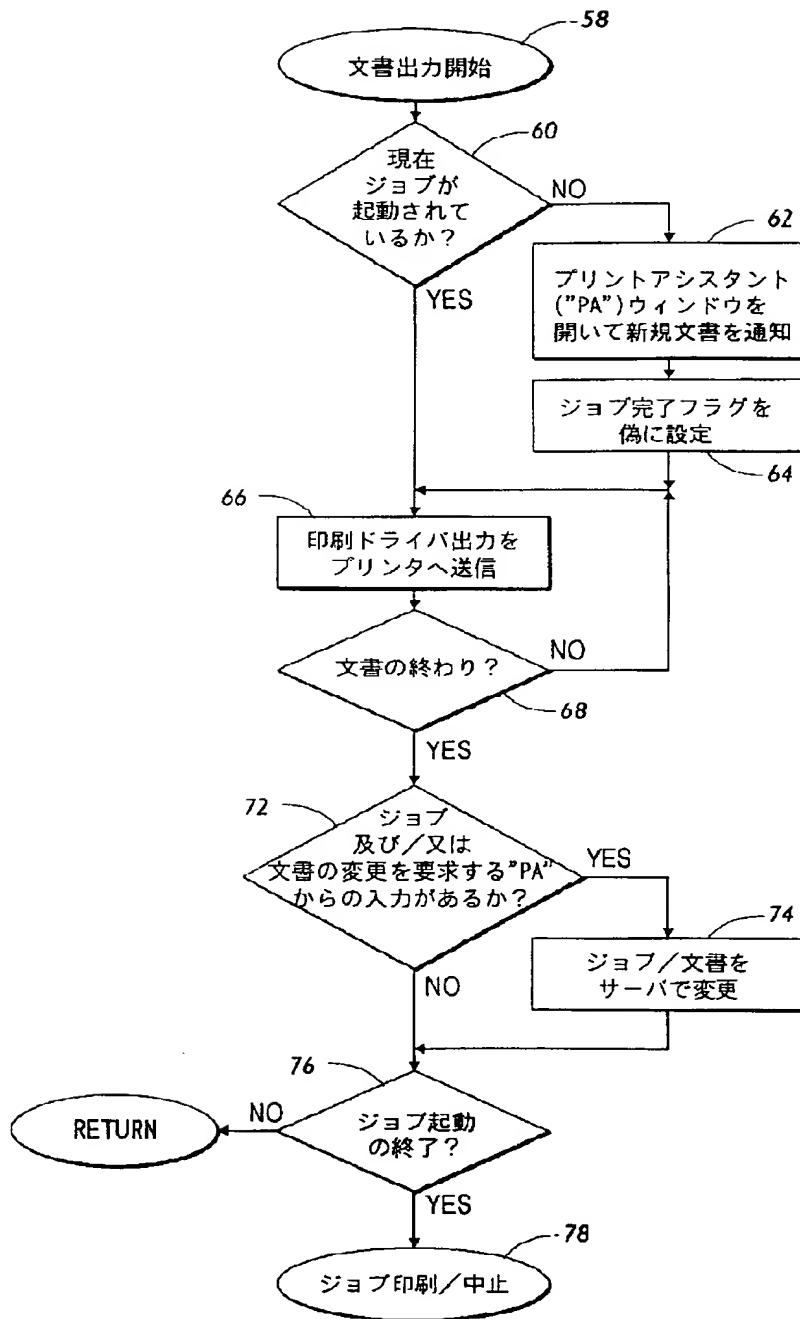 58
文書出力開始
60
現在
ジョブが
起動されて
いるか？
NO
YES
62
プリントアシスタント
("PA")ウィンドウを
開いて新規文書を通知
ジョブ完了フラグを
偽に設定
64
66
印刷ドライバ出力を
プリンタへ送信
文書の終わり？
NO
68
YES
72
ジョブ
及び／又は
文書の変更を要求する"PA"
からの入力があるか？
YES
NO
74
ジョブ／文書を
サーバで変更
76
ジョブ起動
の終了？
NO
RETURN
YES
78
ジョブ印刷／中止